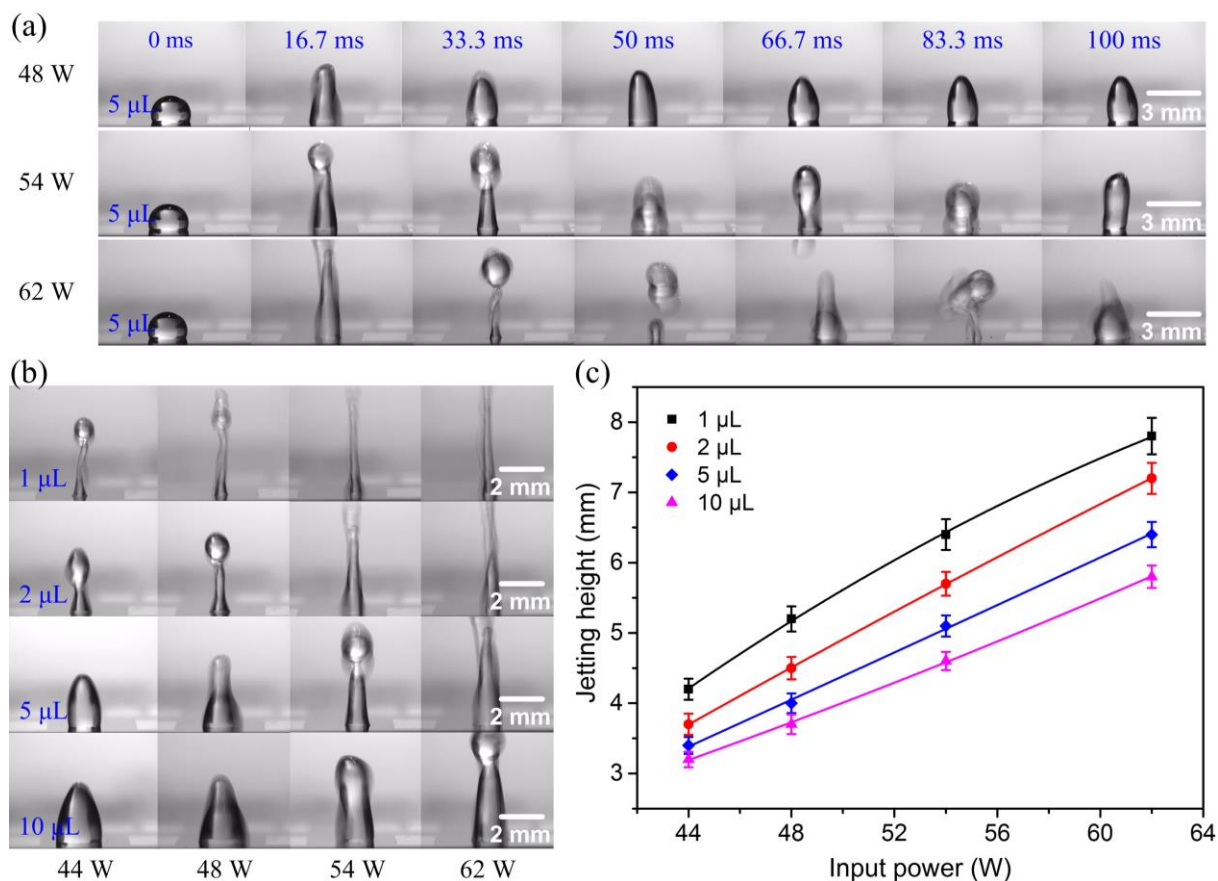 (a)
0 ms 16.7 ms 33.3 ms 50 ms 66.7 ms 83.3 ms 100 ms
48 W
5 µL
3 mm
54 W
5 µL
3 mm
62 W
5 µL
3 mm
(b)
1 µL
2 mm
2 µL
2 mm
5 µL
2 mm
10 µL
2 mm
44 W 48 W 54 W 62 W
(c)
1 µL
2 µL
5 µL
10 µL
Jetting height (mm)
8
7
6
5
4
3
44 48 52 56 60 64
Input power (W)